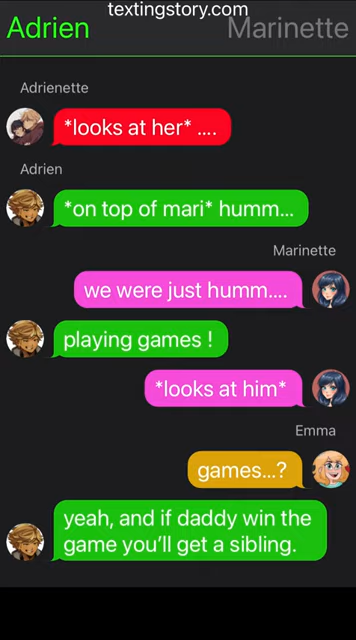 textingstory.com
Adrien
Marinette
Adrienette
*looks at her* ....
Adrien
*on top of mari* humm...
Marinette
we were just humm....
playing games !
*looks at him*
Emma
games...?
yeah, and if daddy win the
game you’ll get a sibling.